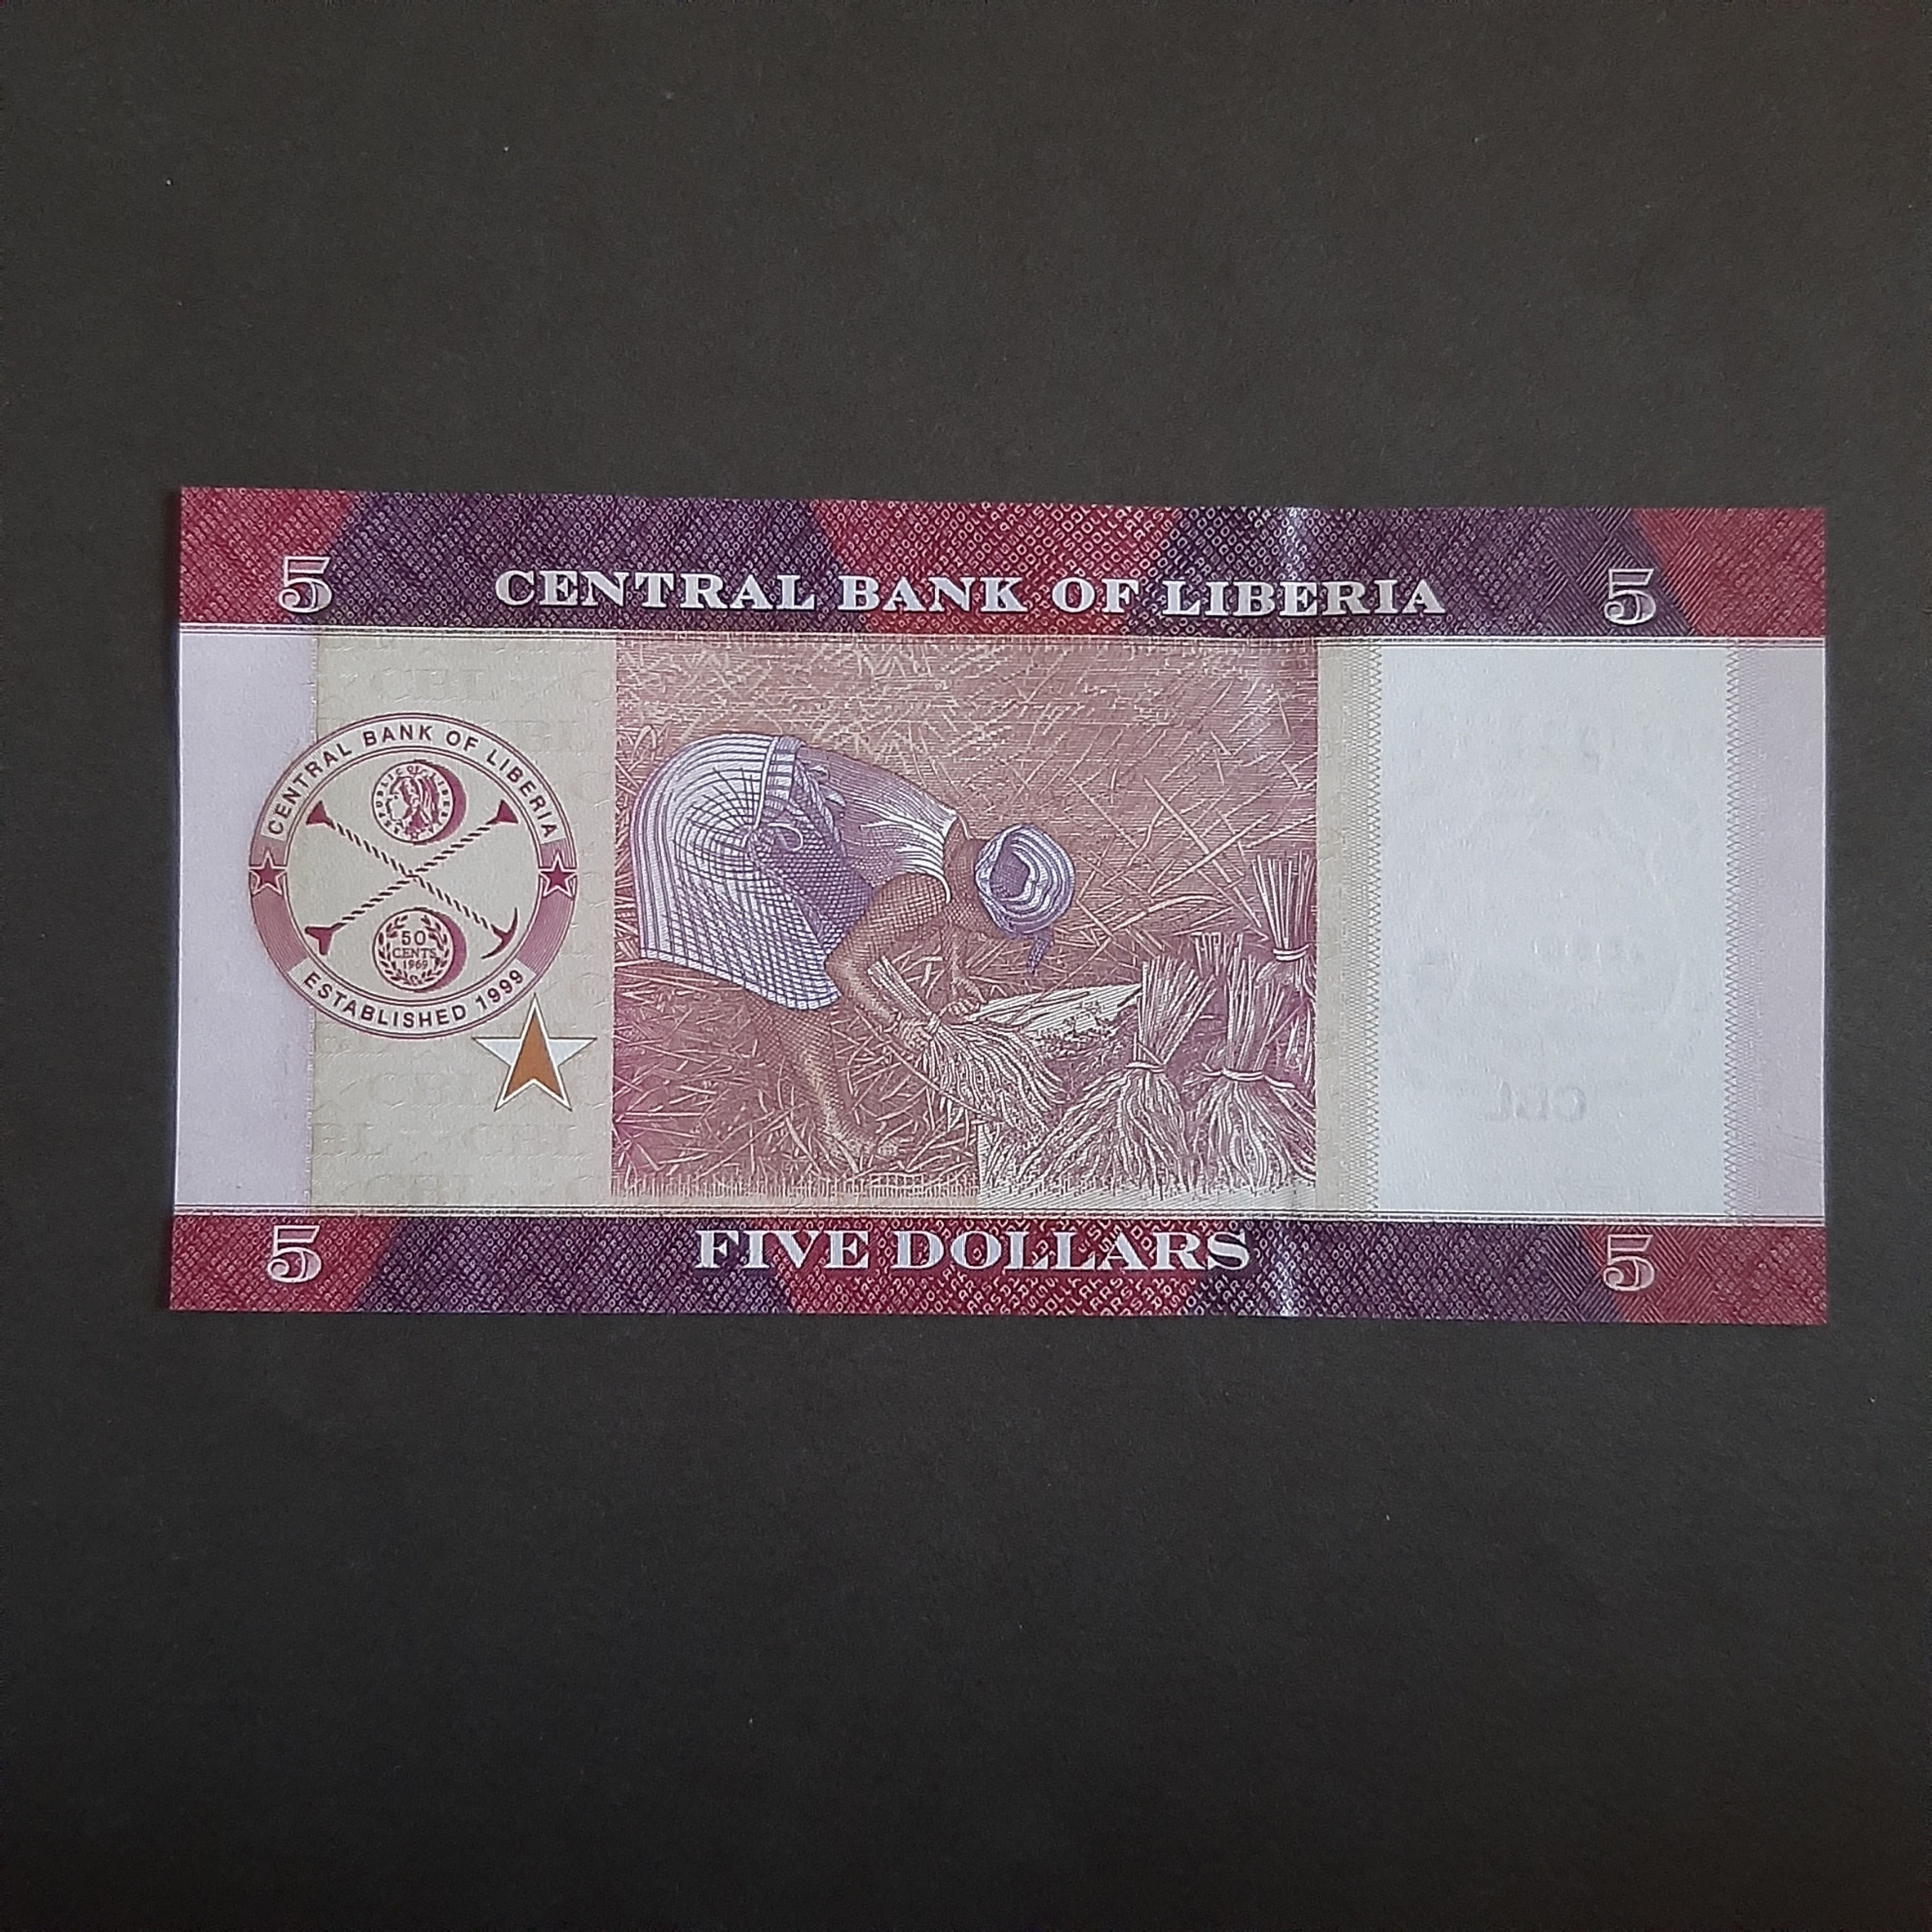 5 CENTRAL BANK OF LIBERIA 5
CENTRAL BANK OF LIBERIA
50
CENTS
1969
ESTABLISHED 1999
CBL
5 FIVE DOLLARS 5